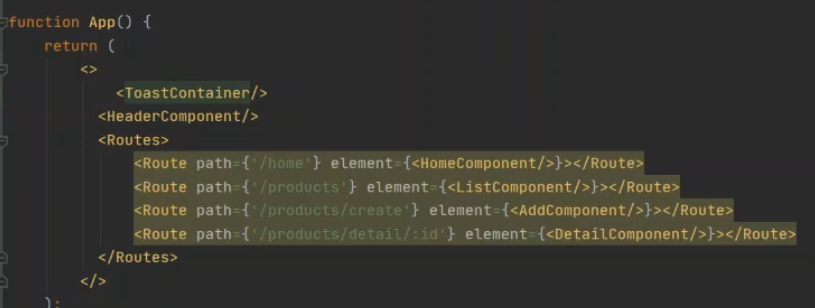 function App() {
return (
<>
<ToastContainer/>
<HeaderComponent/>
<Routes>
<Route path={'/home'} element={<HomeComponent/>}></Route>
<Route path={'/products'} element={<ListComponent/>}></Route>
<Route path={'/products/create'} element={<AddComponent/>}></Route>
<Route path={'/products/detail/:id'} element={<DetailComponent/>}></Route>
</Routes>
</>
);